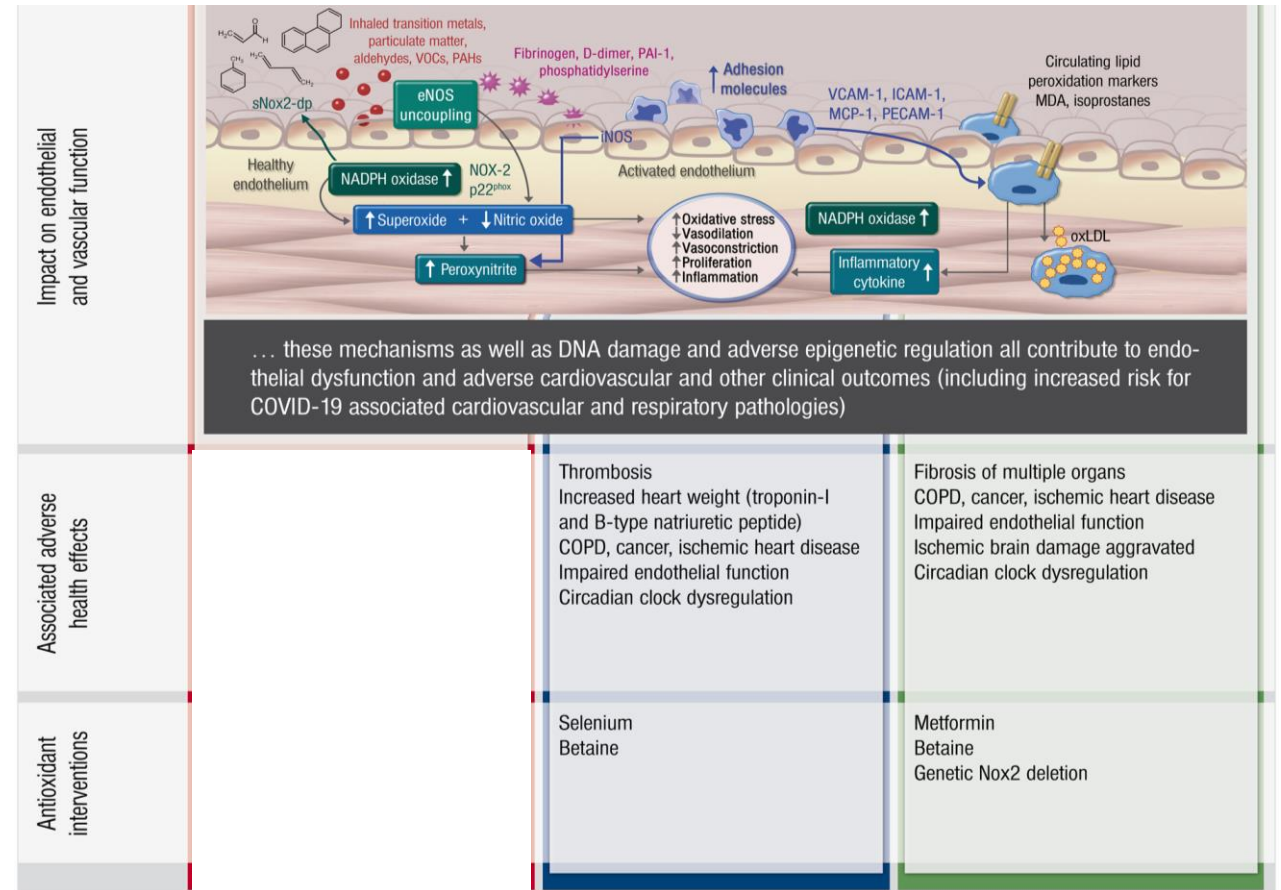 Impact on endothelial
and vascular function
O
H₂C
H
CH₃
H₂C
CH₂
Inhaled transition metals,
particulate matter,
aldehydes, VOCs, PAHs
sNox2-dp
eNOS
uncoupling
Fibrinogen, D-dimer, PAI-1,
phosphatidylserine
↑ Adhesion
molecules
VCAM-1, ICAM-1,
MCP-1, PECAM-1
Circulating lipid
peroxidation markers
MDA, isoprostanes
iNOS
Healthy
endothelium
NADPH oxidase ↑
NOX-2
p22phox
Activated endothelium
↑ Superoxide + ↓ Nitric oxide
↑ Peroxynitrite
↑Oxidative stress
↓Vasodilation
↑Vasoconstriction
↑Proliferation
↑Inflammation
NADPH oxidase ↑
Inflammatory
cytokine ↑
oxLDL
… these mechanisms as well as DNA damage and adverse epigenetic regulation all contribute to endo-
thelial dysfunction and adverse cardiovascular and other clinical outcomes (including increased risk for
COVID-19 associated cardiovascular and respiratory pathologies)
Associated adverse
health effects
Thrombosis
Increased heart weight (troponin-I
and B-type natriuretic peptide)
COPD, cancer, ischemic heart disease
Impaired endothelial function
Circadian clock dysregulation
Fibrosis of multiple organs
COPD, cancer, ischemic heart disease
Impaired endothelial function
Ischemic brain damage aggravated
Circadian clock dysregulation
Antioxidant
interventions
Selenium
Betaine
Metformin
Betaine
Genetic Nox2 deletion